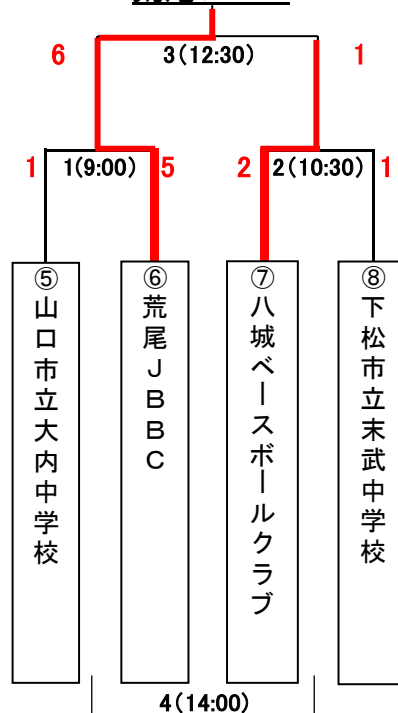 6
3(12:30)
1
1
1(9:00)
5
2
2(10:30)
1
⑤山口市立大内中学校
⑥荒尾JBBC
⑦八城ベースボールクラブ
⑧下松市立末武中学校
4(14:00)